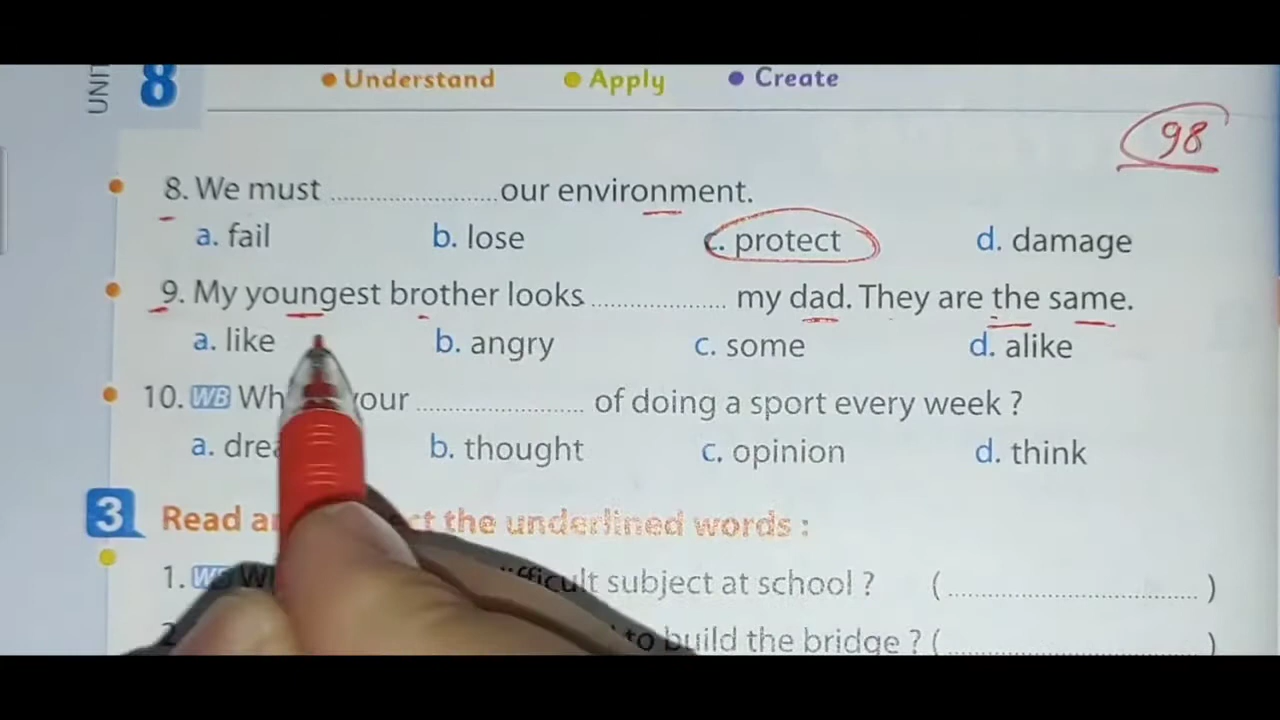 UNIT 8
Understand Apply Create
98
8. We must .................... our environment.
a. fail b. lose c. protect d. damage
9. My youngest brother looks .................... my dad. They are the same.
a. like b. angry c. some d. alike
10. WB your .................... of doing a sport every week ?
b. thought c. opinion d. think
3 Read the underlined words :
1. subject at school ? (....................)
2 to build the bridge ? (....................)